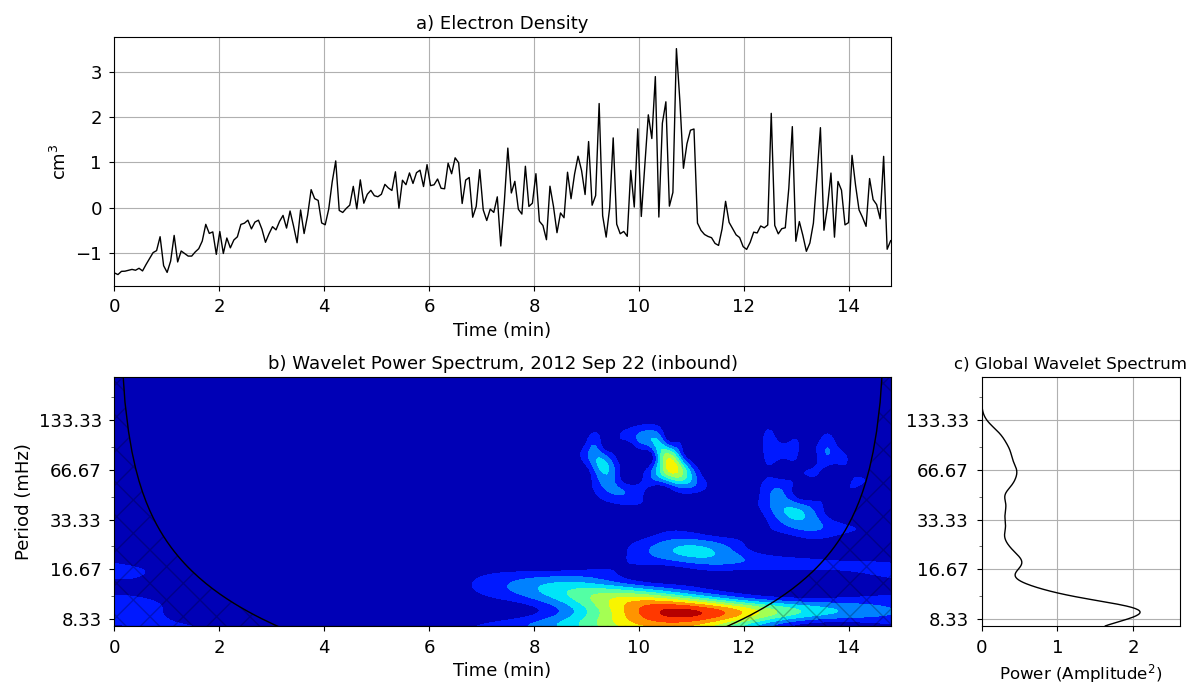 a) Electron Density
cm³
3
2
1
0
−1
0 2 4 6 8 10 12 14
Time (min)
b) Wavelet Power Spectrum, 2012 Sep 22 (inbound)
Period (mHz)
133.33
66.67
33.33
16.67
8.33
0 2 4 6 8 10 12 14
Time (min)
c) Global Wavelet Spectrum
133.33
66.67
33.33
16.67
8.33
0 1 2
Power (Amplitude²)